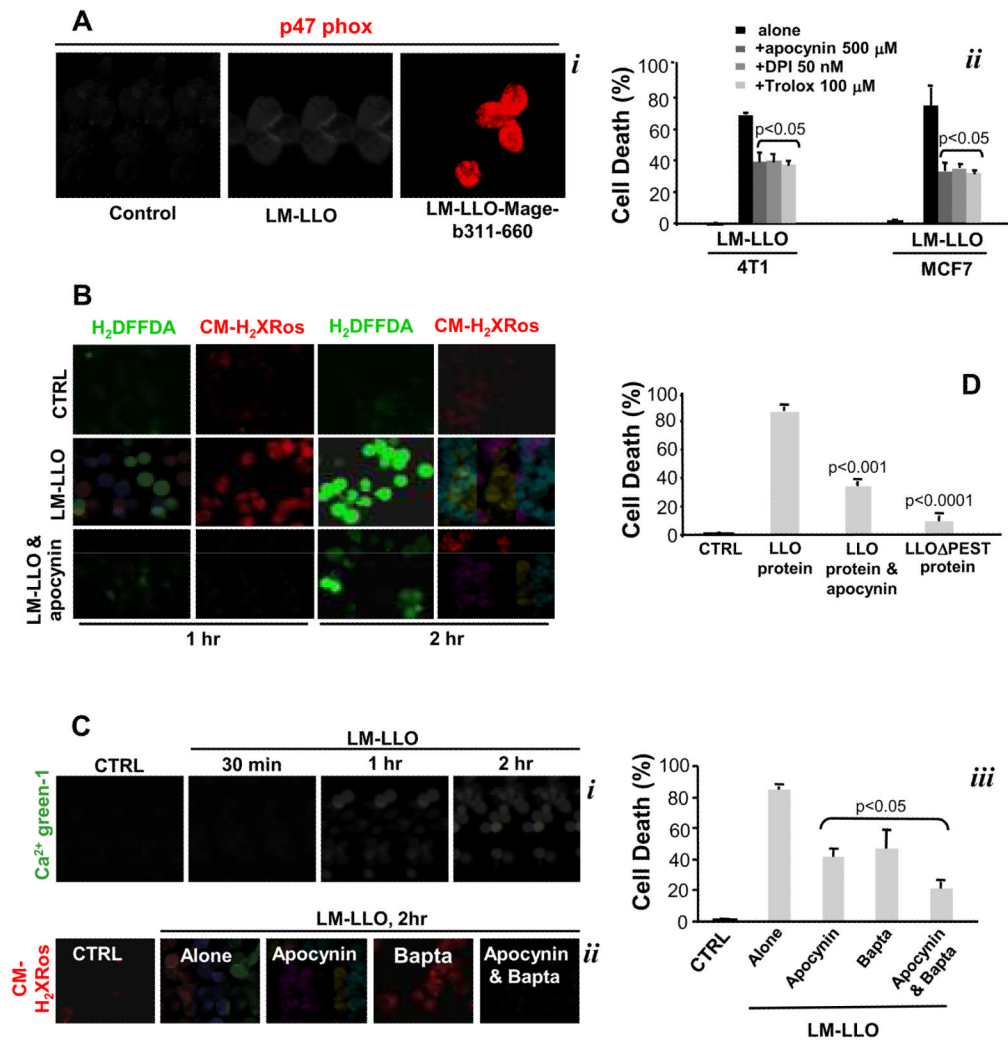 A
p47 phox
i
Control
LM-LLO
LM-LLO-Mage-
b311-660
ii
alone
+apocynin 500 µM
+DPI 50 nM
+Trolox 100 µM
Cell Death (%)
100
80
60
40
20
0
p<0.05
p<0.05
LM-LLO
LM-LLO
4T1
MCF7
B
H₂DFFDA
CM-H₂XRos
H₂DFFDA
CM-H₂XRos
CTRL
LM-LLO
LM-LLO &
apocynin
1 hr
2 hr
D
Cell Death (%)
100
80
60
40
20
0
p<0.001
p<0.0001
CTRL
LLO
protein
LLO
protein &
apocynin
LLOΔPEST
protein
C
LM-LLO
CTRL
30 min
1 hr
2 hr
i
Ca²⁺ green-1
LM-LLO, 2hr
CM-
H₂XRos
CTRL
Alone
Apocynin
Bapta
Apocynin
& Bapta
ii
iii
Cell Death (%)
100
80
60
40
20
0
p<0.05
CTRL
Alone
Apocynin
Bapta
Apocynin
& Bapta
LM-LLO